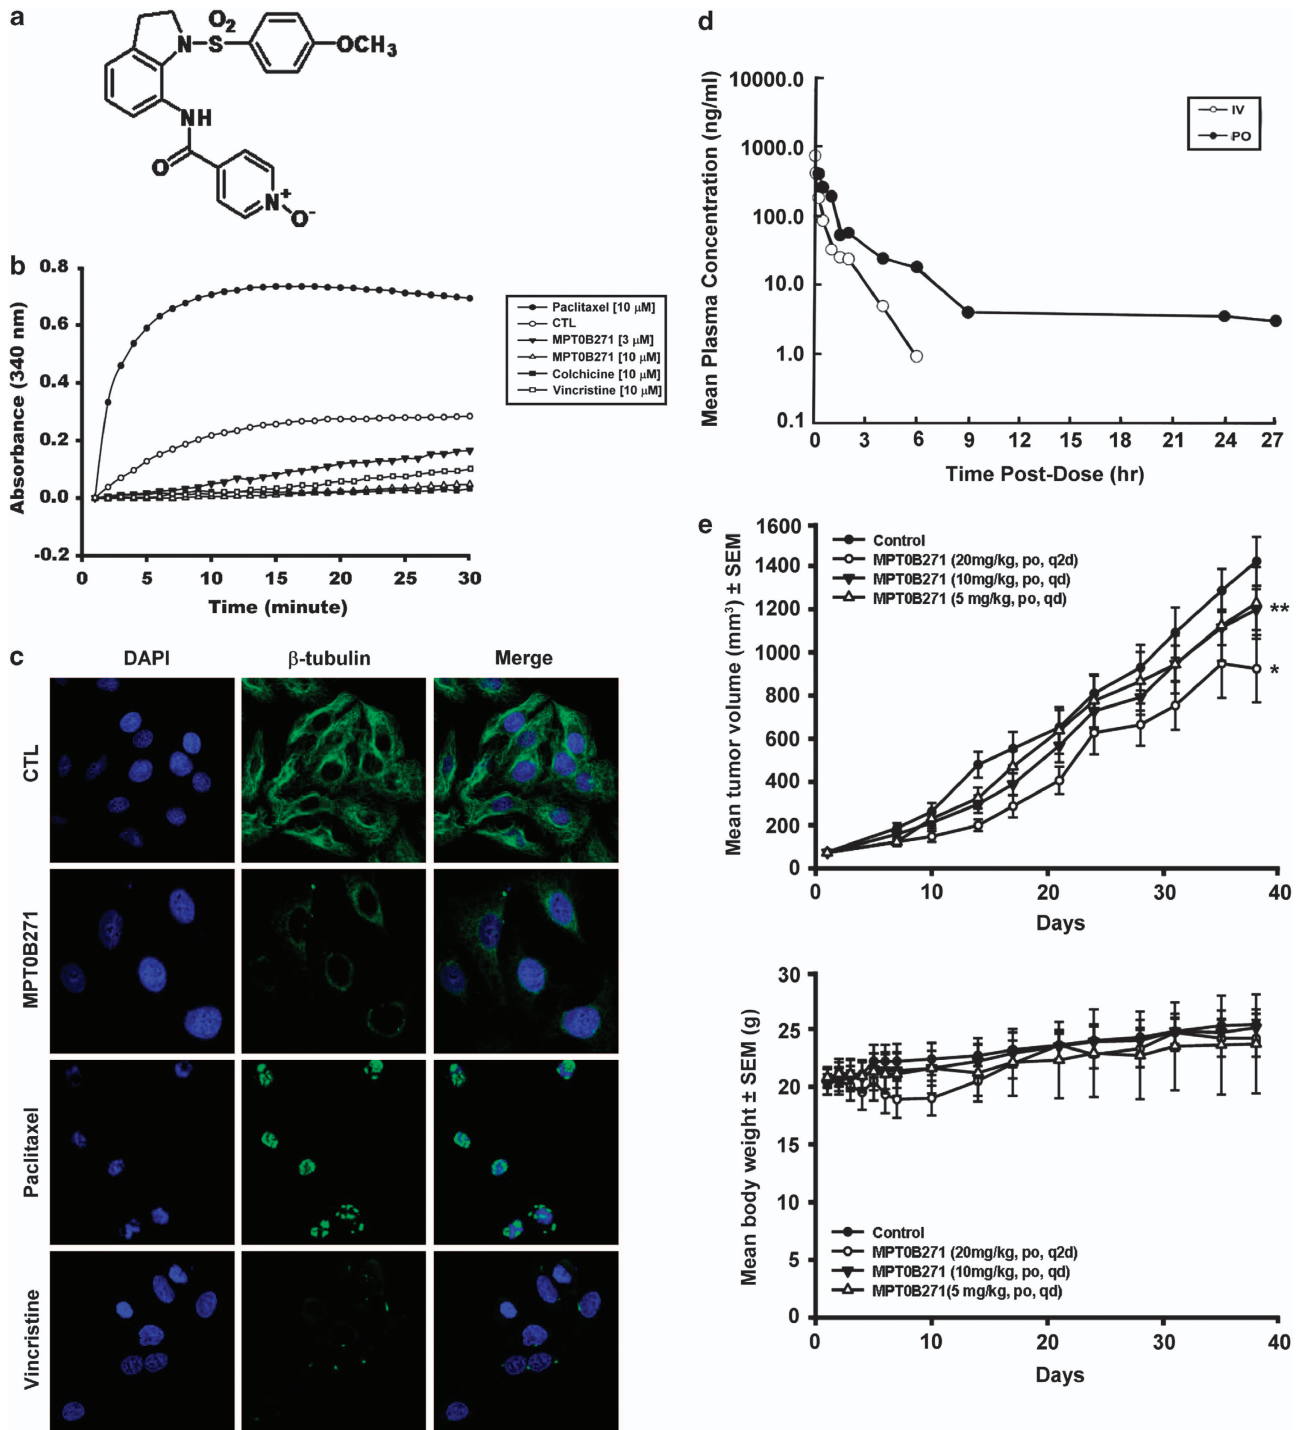 a
O2
N-S
OCH3
NH
O
N+
O-
b
Absorbance (340 nm)
0.8
0.6
0.4
0.2
0.0
-0.2
0 5 10 15 20 25 30
Time (minute)
Paclitaxel [10 μM]
CTL
MPT0B271 [3 μM]
MPT0B271 [10 μM]
Colchicine [10 μM]
Vincristine [10 μM]
c
DAPI β-tubulin Merge
CTL
MPT0B271
Paclitaxel
Vincristine
d
Mean Plasma Concentration (ng/ml)
10000.0
1000.0
100.0
10.0
1.0
0.1
0 3 6 9 12 15 18 21 24 27
Time Post-Dose (hr)
IV
PO
e
Mean tumor volume (mm3) ± SEM
1600
1400
1200
1000
800
600
400
200
0
0 10 20 30 40
Days
Control
MPT0B271 (20mg/kg, po, q2d)
MPT0B271 (10mg/kg, po, qd)
MPT0B271 (5 mg/kg, po, qd)
**
*
Mean body weight ± SEM (g)
30
25
20
15
10
5
0
0 10 20 30 40
Days
Control
MPT0B271 (20mg/kg, po, q2d)
MPT0B271 (10mg/kg, po, qd)
MPT0B271(5 mg/kg, po, qd)